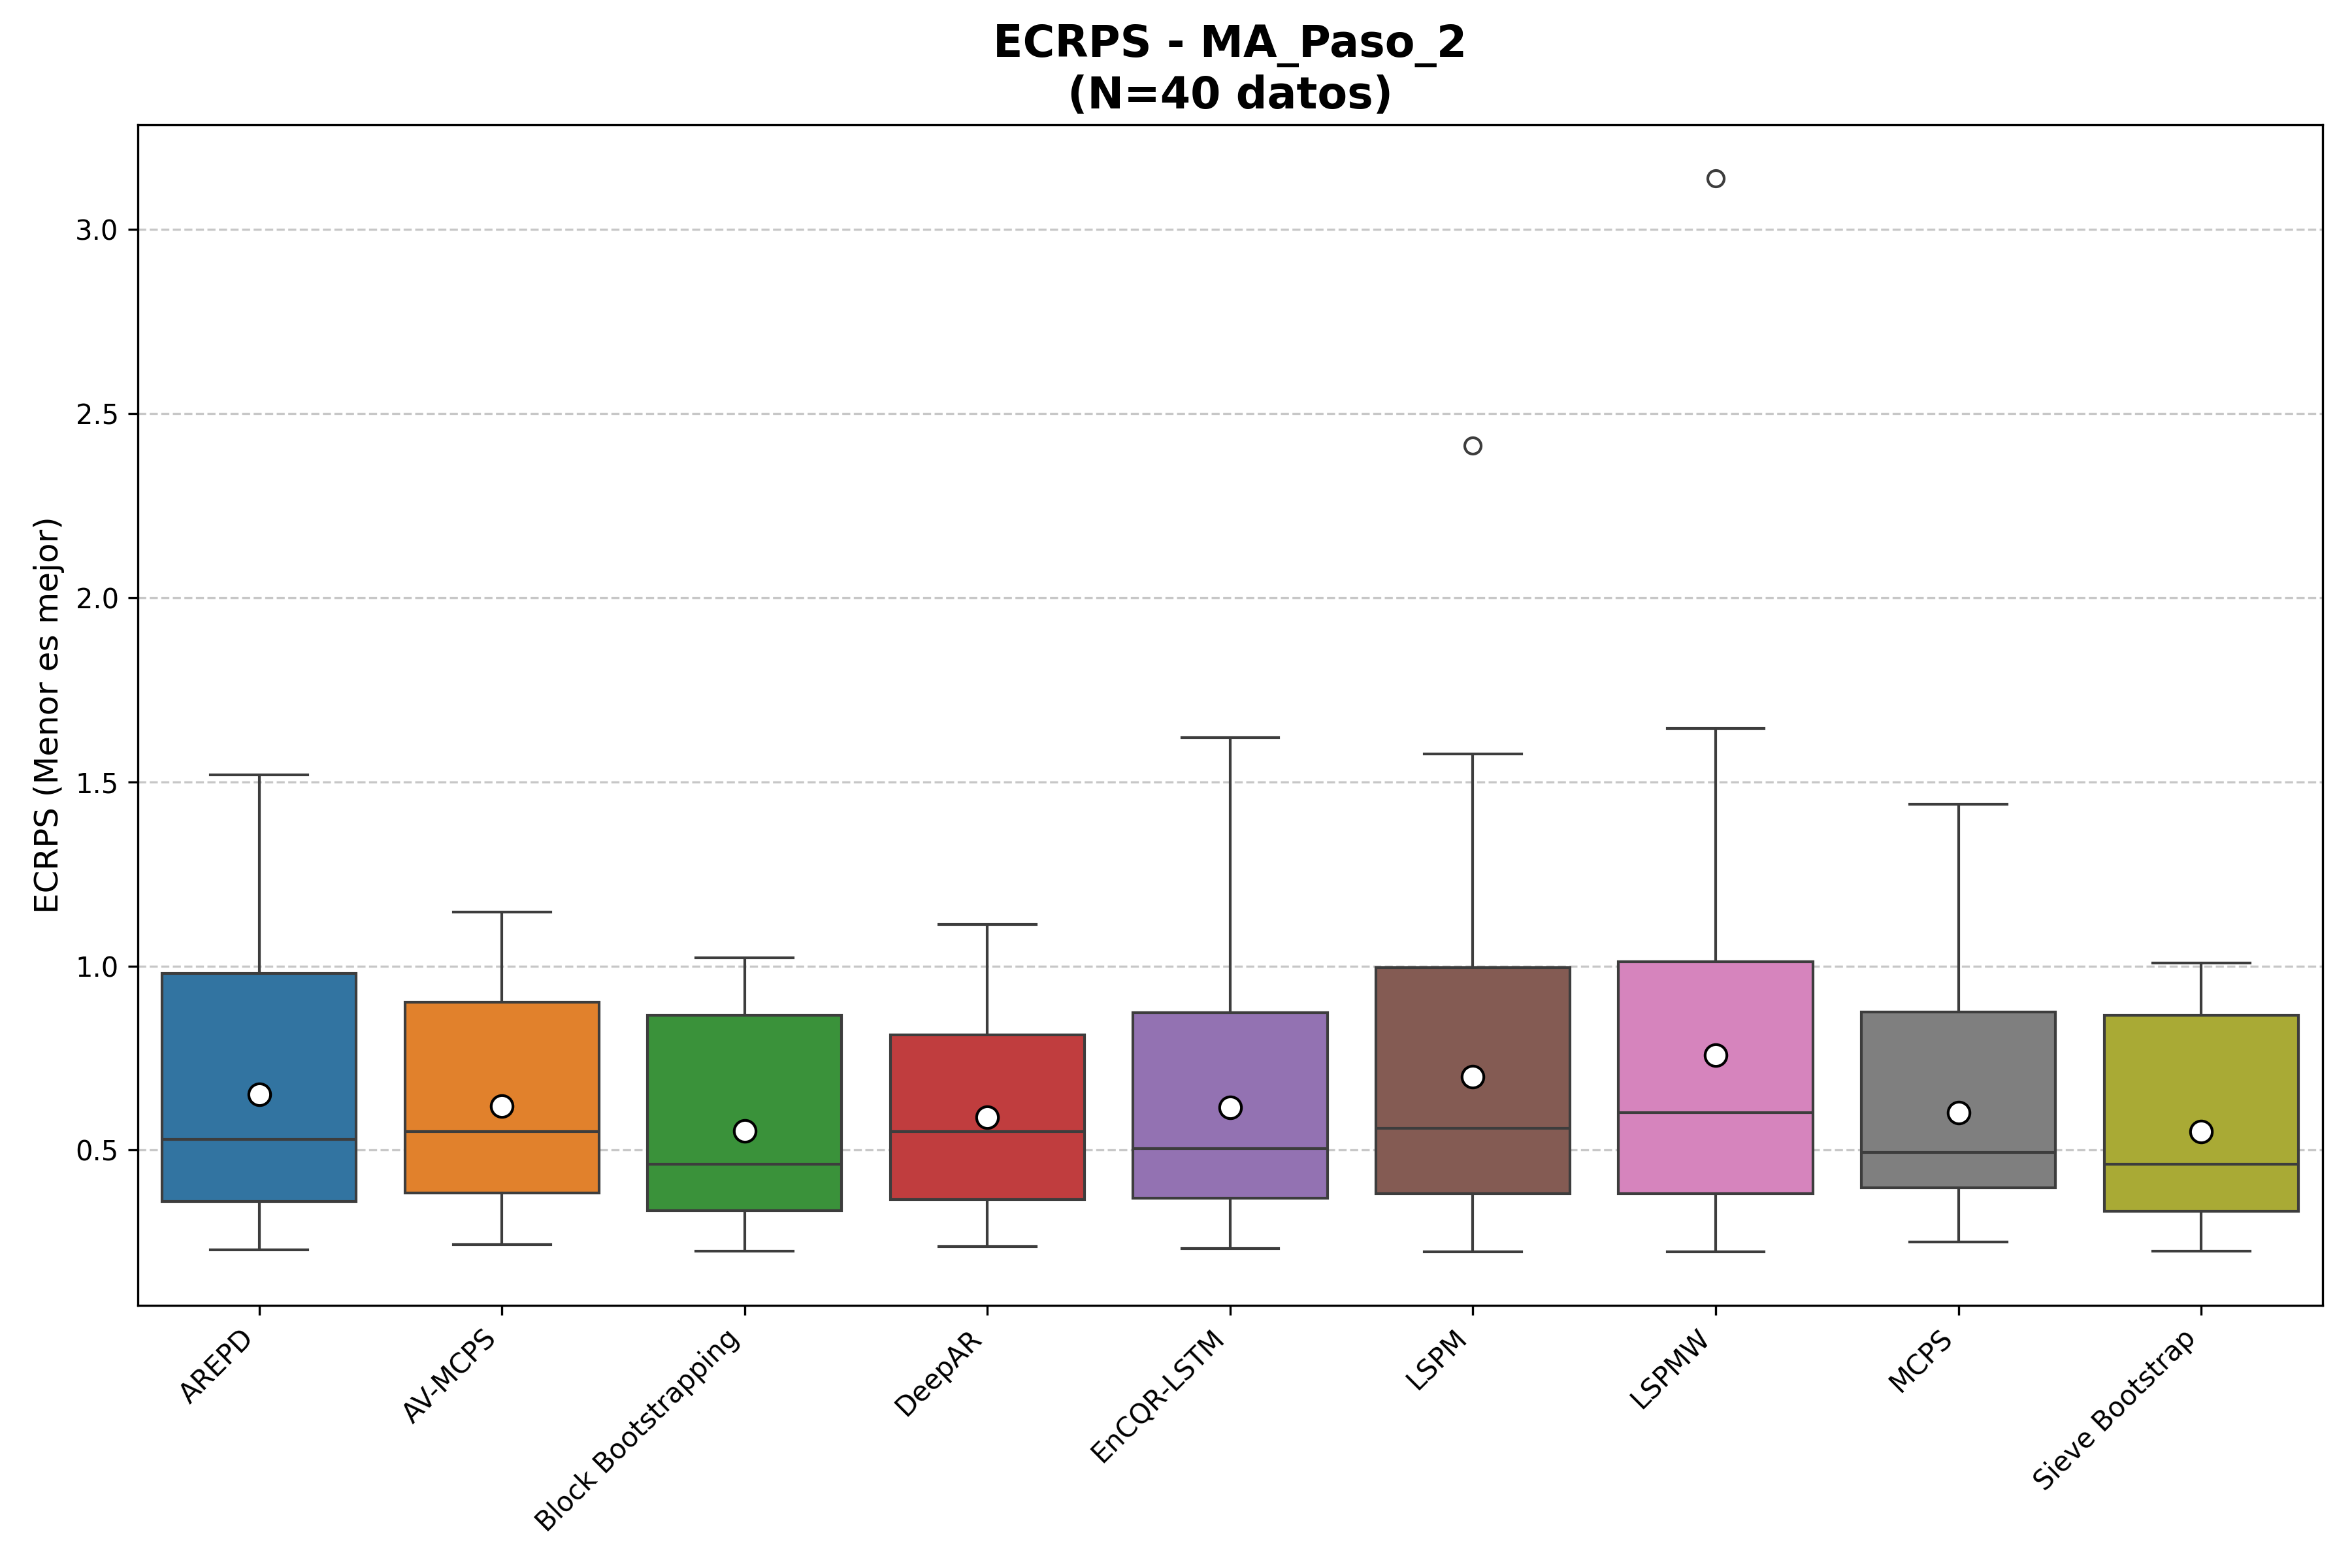 ECRPS - MA_Paso_2
(N=40 datos)
ECRPS (Menor es mejor)
3.0
2.5
2.0
1.5
1.0
0.5
AREPD
AV-MCPS
Block Bootstrapping
DeepAR
EnCQR-LSTM
LSPM
LSPMW
MCPS
Sieve Bootstrap